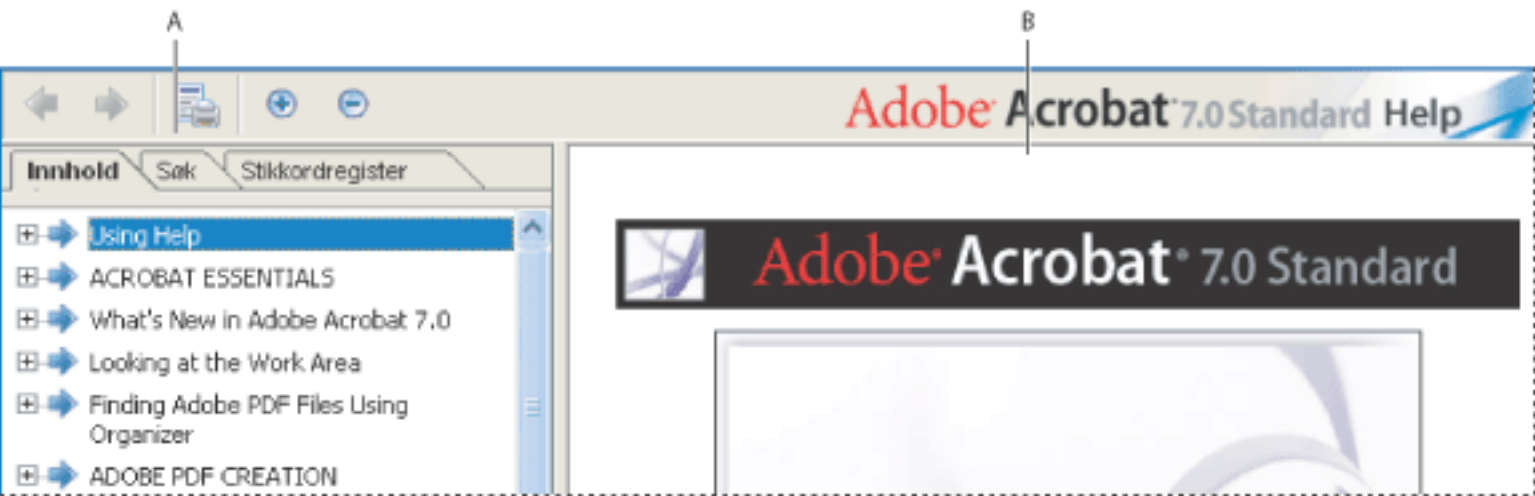 A B
Adobe® Acrobat® 7.0 Standard Help
Innhold Søk Stikkordregister
Using Help
ACROBAT ESSENTIALS
What's New in Adobe Acrobat 7.0
Looking at the Work Area
Finding Adobe PDF Files Using
Organizer
ADOBE PDF CREATION
Adobe® Acrobat® 7.0 Standard